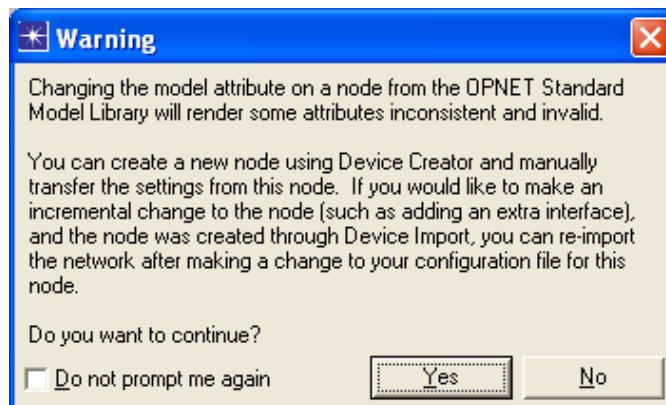 Warning
Changing the model attribute on a node from the OPNET Standard
Model Library will render some attributes inconsistent and invalid.
You can create a new node using Device Creator and manually
transfer the settings from this node.  If you would like to make an
incremental change to the node (such as adding an extra interface),
and the node was created through Device Import, you can re-import
the network after making a change to your configuration file for this
node.
Do you want to continue?
Do not prompt me again
Yes
No